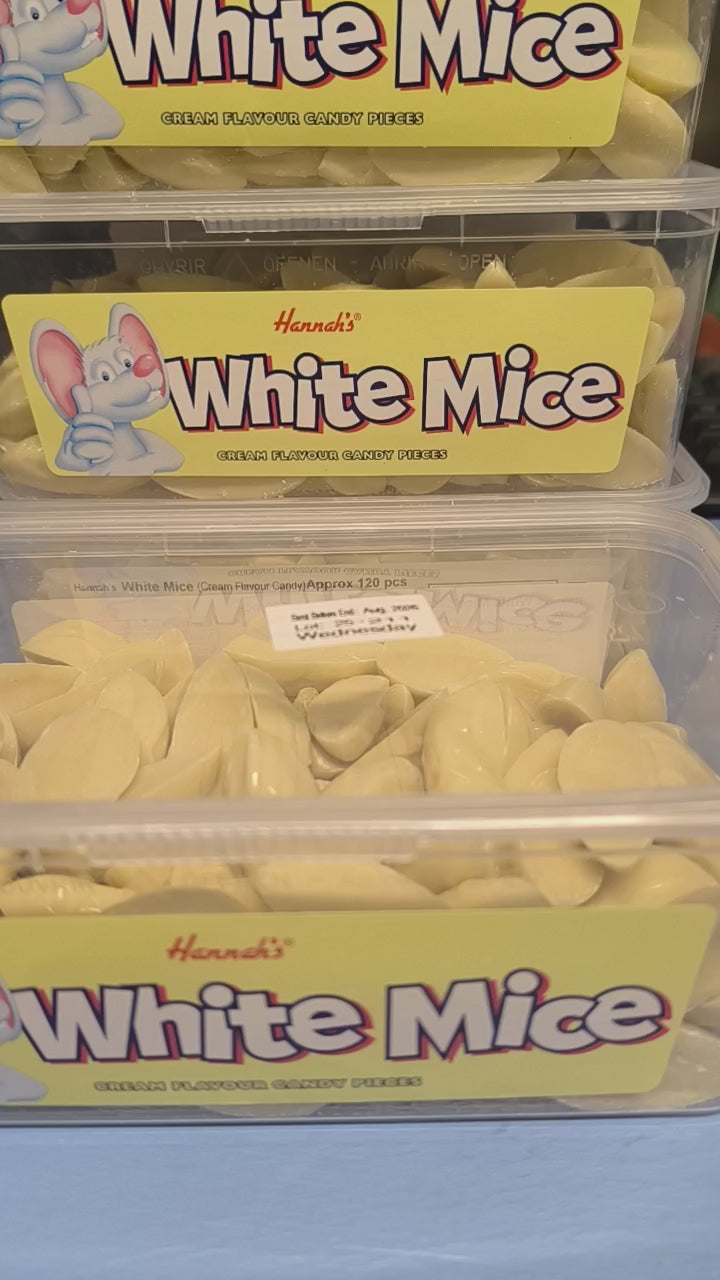 White Mice
CREAM FLAVOUR CANDY PIECES
OUVRIR OFFNEN - ABRIR - OPEN
Hannah's®
White Mice
CREAM FLAVOUR CANDY PIECES
Hannah's White Mice (Cream Flavour Candy) Approx 120 pcs
Wednesday
Hannah's®
White Mice
CREAM FLAVOUR CANDY PIECES